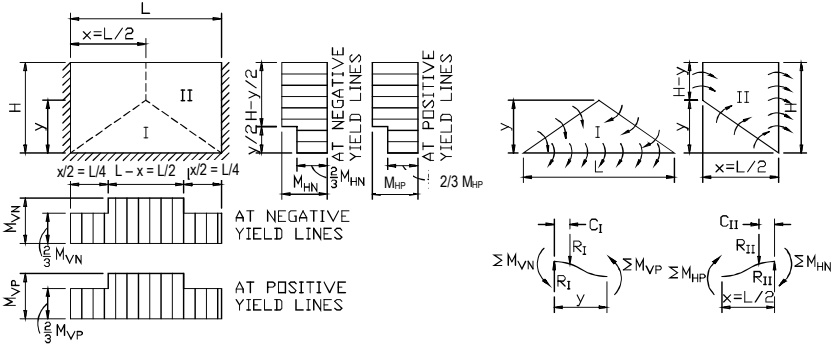 L
x=L/2
H
y
I
II
x/2 = L/4
L – x = L/2
x/2 = L/4
H-y/2
y/2
M_HN
2/3 M_HN
AT NEGATIVE
YIELD LINES
M_HP
2/3 M_HP
AT POSITIVE
YIELD LINES
M_VN
2/3 M_VN
AT NEGATIVE
YIELD LINES
M_VP
2/3 M_VP
AT POSITIVE
YIELD LINES
y
I
L
H-y
y
II
H
x=L/2
C_I
R_I
ΣM_VN
R_I
ΣM_VP
y
C_II
R_II
ΣM_HP
R_II
ΣM_HN
x=L/2